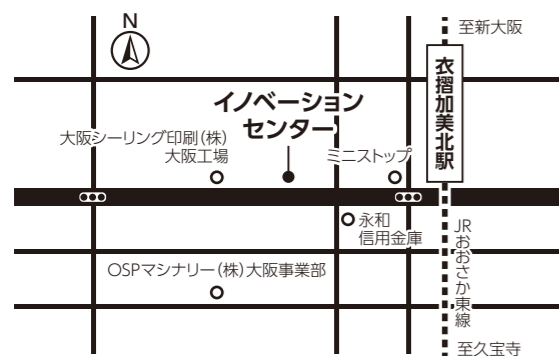 N
至新大阪
衣摺加美北駅
イノベーション
センター
大阪シーリング印刷(株)
大阪工場
ミニストップ
永和
信用金庫
JRおおさか東線
OSPマシナリー(株)大阪事業部
至久宝寺